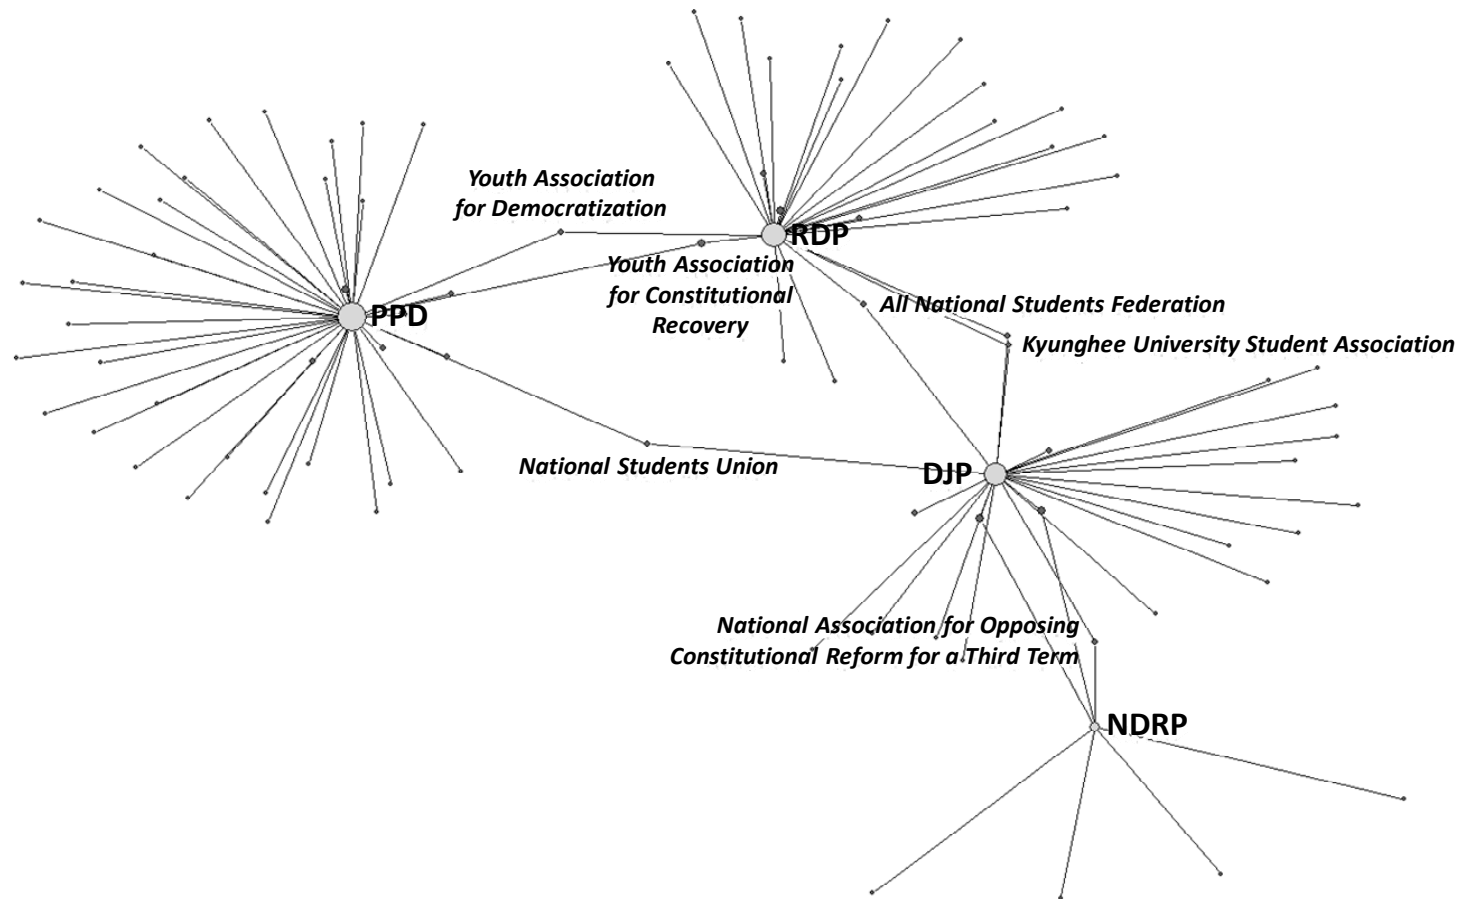 Youth Association
for Democratization
RDP
Youth Association
for Constitutional
Recovery
All National Students Federation
PPD
Kyunghee University Student Association
National Students Union
DJP
National Association for Opposing
Constitutional Reform for a Third Term
NDRP